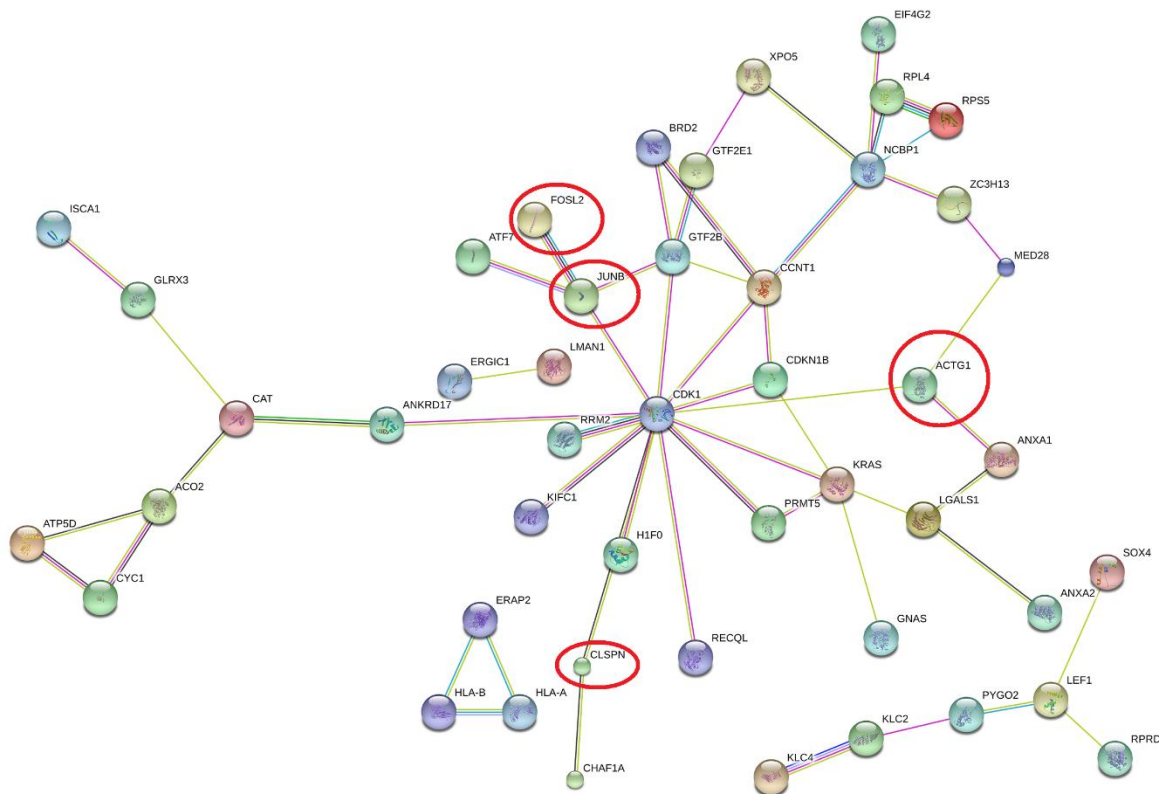 EIF4G2
XPO5
RPL4
RPS5
BRD2
GTF2E1
NCBP1
ZC3H13
FOSL2
ISCA1
ATF7
GTF2B
MED28
JUNB
CCNT1
GLRX3
LMAN1
ERGIC1
CDKN1B
ACTG1
CDK1
CAT
ANKRD17
RRM2
ANXA1
KRAS
ACO2
KIFC1
PRMT5
LGALS1
ATP5D
H1F0
SOX4
CYC1
ANXA2
ERAP2
GNAS
RECQL
CLSPN
HLA-B
HLA-A
PYGO2
LEF1
KLC2
RPRD
KLC4
CHAF1A